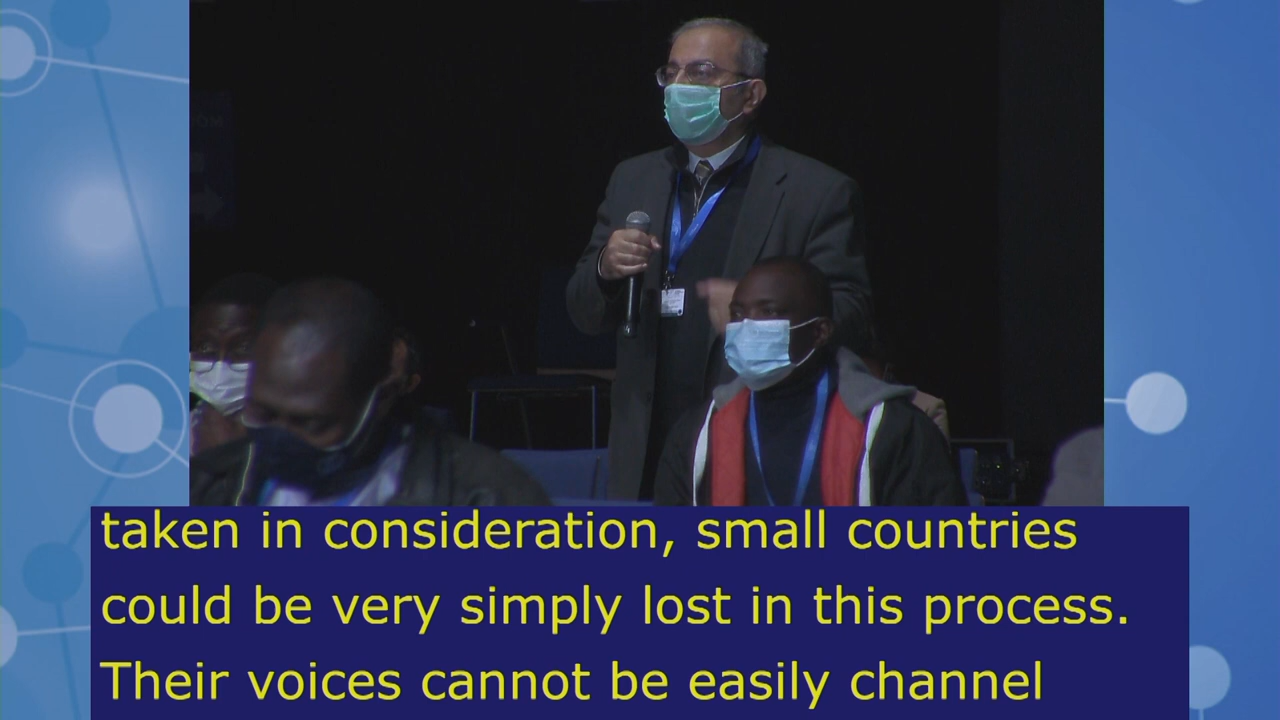 taken in consideration, small countries
could be very simply lost in this process.
Their voices cannot be easily channel